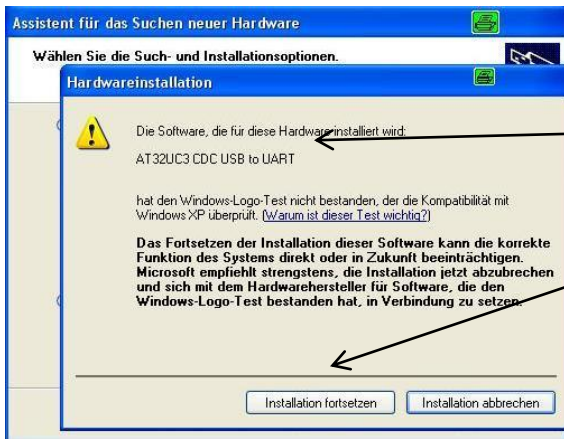 Assistent für das Suchen neuer Hardware
Wählen Sie die Such- und Installationsoptionen.
Hardwareinstallation
Die Software, die für diese Hardware installiert wird:
AT32UC3 CDC USB to UART
hat den Windows-Logo-Test nicht bestanden, der die Kompatibilität mit
Windows XP überprüft. (Warum ist dieser Test wichtig?)
Das Fortsetzen der Installation dieser Software kann die korrekte
Funktion des Systems direkt oder in Zukunft beeinträchtigen.
Microsoft empfiehlt strengstens, die Installation jetzt abzubrechen
und sich mit dem Hardwarehersteller für Software, die den
Windows-Logo-Test bestanden hat, in Verbindung zu setzen.
Installation fortsetzen Installation abbrechen